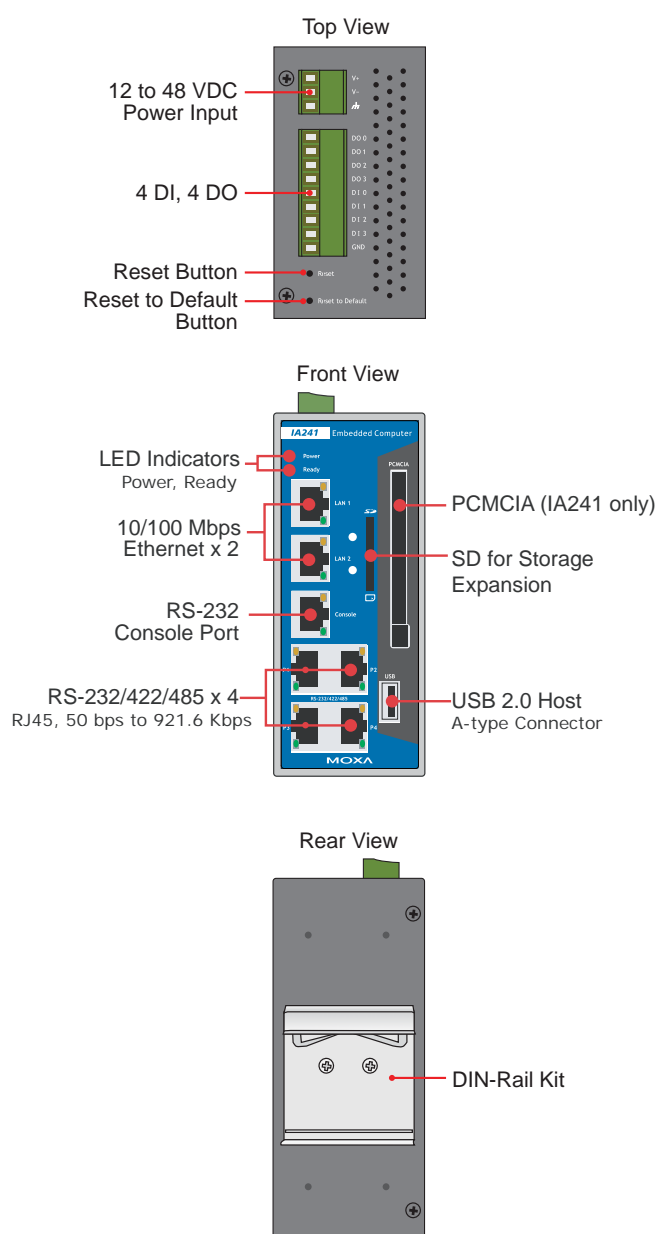 Top View
12 to 48 VDC
Power Input
V+
V-
4 DI, 4 DO
DO 0
DO 1
DO 2
DO 3
DI 0
DI 1
DI 2
DI 3
GND
Reset Button
Reset
Reset to Default
Button
Reset to Default
Front View
IA241 Embedded Computer
LED Indicators
Power, Ready
Power
Ready
PCMCIA
PCMCIA (IA241 only)
10/100 Mbps
Ethernet x 2
LAN 1
LAN 2
SD
SD for Storage
Expansion
RS-232
Console Port
Console
RS-232/422/485 x 4
RJ45, 50 bps to 921.6 Kbps
P1
P2
RS-232/422/485
P3
P4
USB
USB 2.0 Host
A-type Connector
MOXA
Rear View
DIN-Rail Kit